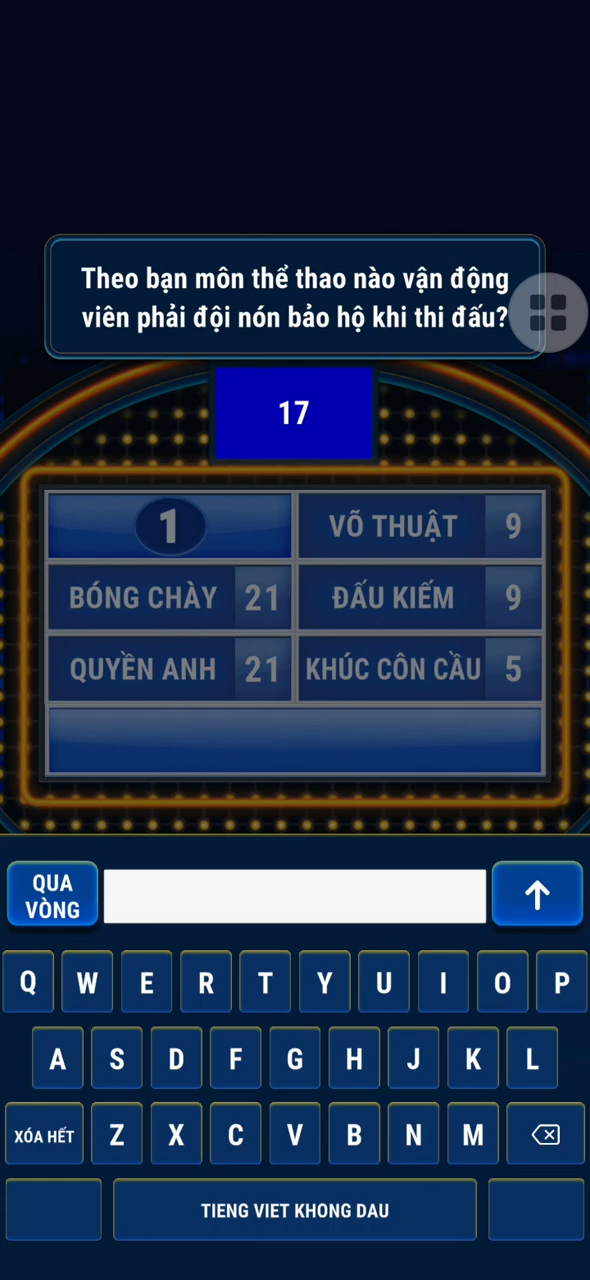 Theo bạn môn thể thao nào vận động
viên phải đội nón bảo hộ khi thi đấu?
17
1
VÕ THUẬT 9
BÓNG CHÀY 21
ĐẤU KIẾM 9
QUYỀN ANH 21
KHÚC CÔN CẦU 5
QUA
VÒNG
Q W E R T Y U I O P
A S D F G H J K L
XÓA HẾT Z X C V B N M
TIENG VIET KHONG DAU